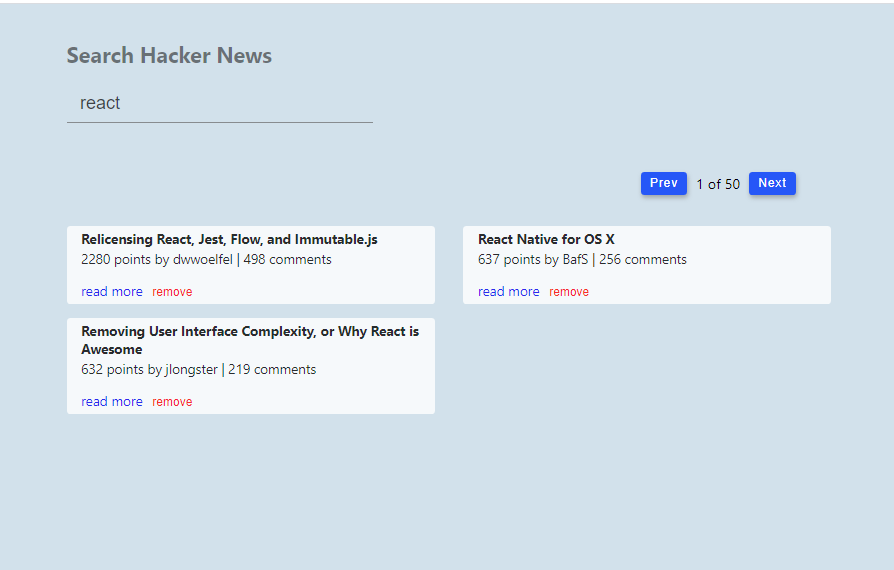 Search Hacker News
react
Prev 1 of 50 Next
Relicensing React, Jest, Flow, and Immutable.js
2280 points by dwwoelfel | 498 comments
read more remove
React Native for OS X
637 points by BafS | 256 comments
read more remove
Removing User Interface Complexity, or Why React is
Awesome
632 points by jlongster | 219 comments
read more remove